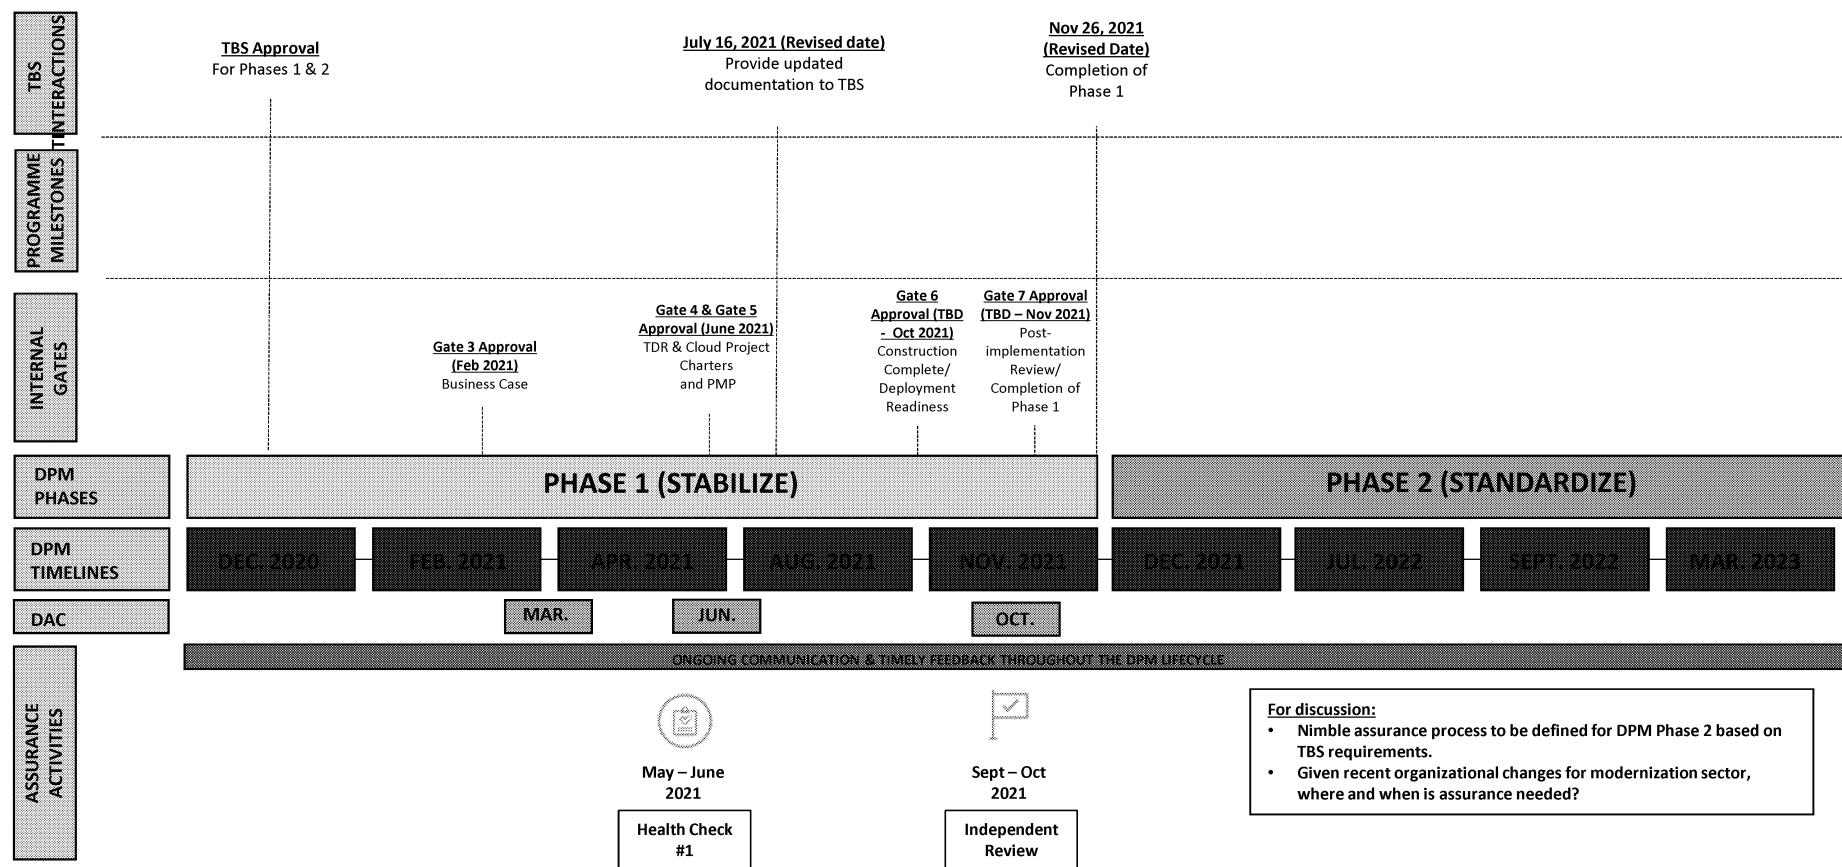 TBS
INTERACTIONS
TBS Approval
For Phases 1 & 2
July 16, 2021 (Revised date)
Provide updated
documentation to TBS
Nov 26, 2021
(Revised Date)
Completion of
Phase 1
PROGRAMME
MILESTONES
INTERNAL
GATES
Gate 3 Approval
(Feb 2021)
Business Case
Gate 4 & Gate 5
Approval (June 2021)
TDR & Cloud Project
Charters
and PMP
Gate 6
Approval (TBD
- Oct 2021)
Construction
Complete/
Deployment
Readiness
Gate 7 Approval
(TBD – Nov 2021)
Post-
implementation
Review/
Completion of
Phase 1
DPM
PHASES
PHASE 1 (STABILIZE)
PHASE 2 (STANDARDIZE)
DPM
TIMELINES
DEC. 2020
FEB. 2021
APR. 2021
AUG. 2021
NOV. 2021
DEC. 2021
JUL. 2022
SEPT. 2022
MAR. 2023
DAC
MAR.
JUN.
OCT.
ASSURANCE
ACTIVITIES
ONGOING COMMUNICATION & TIMELY FEEDBACK THROUGHOUT THE DPM LIFECYCLE
May – June
2021
Health Check
#1
Sept – Oct
2021
Independent
Review
For discussion:
• Nimble assurance process to be defined for DPM Phase 2 based on
TBS requirements.
• Given recent organizational changes for modernization sector,
where and when is assurance needed?